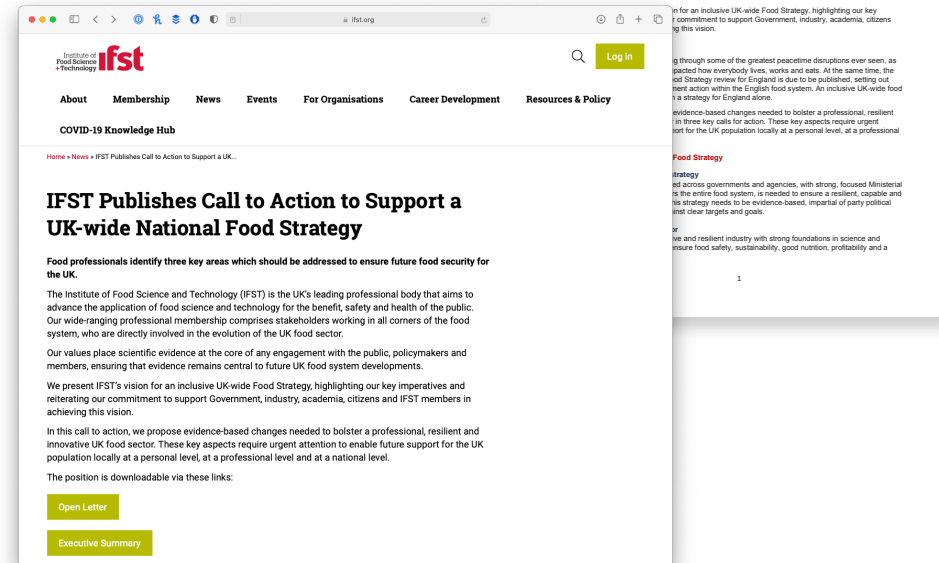 ifst.org
Institute of
Food Science
+Technology
ifst
Log in
About Membership News Events For Organisations Career Development Resources & Policy
COVID-19 Knowledge Hub
Home » News » IFST Publishes Call to Action to Support a UK...
IFST Publishes Call to Action to Support a
UK-wide National Food Strategy
Food professionals identify three key areas which should be addressed to ensure future food security for
the UK.
The Institute of Food Science and Technology (IFST) is the UK's leading professional body that aims to
advance the application of food science and technology for the benefit, safety and health of the public.
Our wide-ranging professional membership comprises stakeholders working in all corners of the food
system, who are directly involved in the evolution of the UK food sector.
Our values place scientific evidence at the core of any engagement with the public, policymakers and
members, ensuring that evidence remains central to future UK food system developments.
We present IFST's vision for an inclusive UK-wide Food Strategy, highlighting our key imperatives and
reiterating our commitment to support Government, industry, academia, citizens and IFST members in
achieving this vision.
In this call to action, we propose evidence-based changes needed to bolster a professional, resilient and
innovative UK food sector. These key aspects require urgent attention to enable future support for the UK
population locally at a personal level, at a professional level and at a national level.
The position is downloadable via these links:
Open Letter
Executive Summary
for an inclusive UK-wide Food Strategy, highlighting our key
commitment to support Government, industry, academia, citizens
this vision.
through some of the greatest peacetime disruptions ever seen, as
how everybody lives, works and eats. At the same time, the
Strategy review for England is due to be published, setting out
action within the English food system. An inclusive UK-wide food
a strategy for England alone.
evidence-based changes needed to bolster a professional, resilient
in three key calls for action. These key aspects require urgent
for the UK population locally at a personal level, at a professional
Food Strategy
across governments and agencies, with strong, focused Ministerial
the entire food system, is needed to ensure a resilient, capable and
strategy needs to be evidence-based, impartial of party political
clear targets and goals.
and resilient industry with strong foundations in science and
food safety, sustainability, good nutrition, profitability and a
1